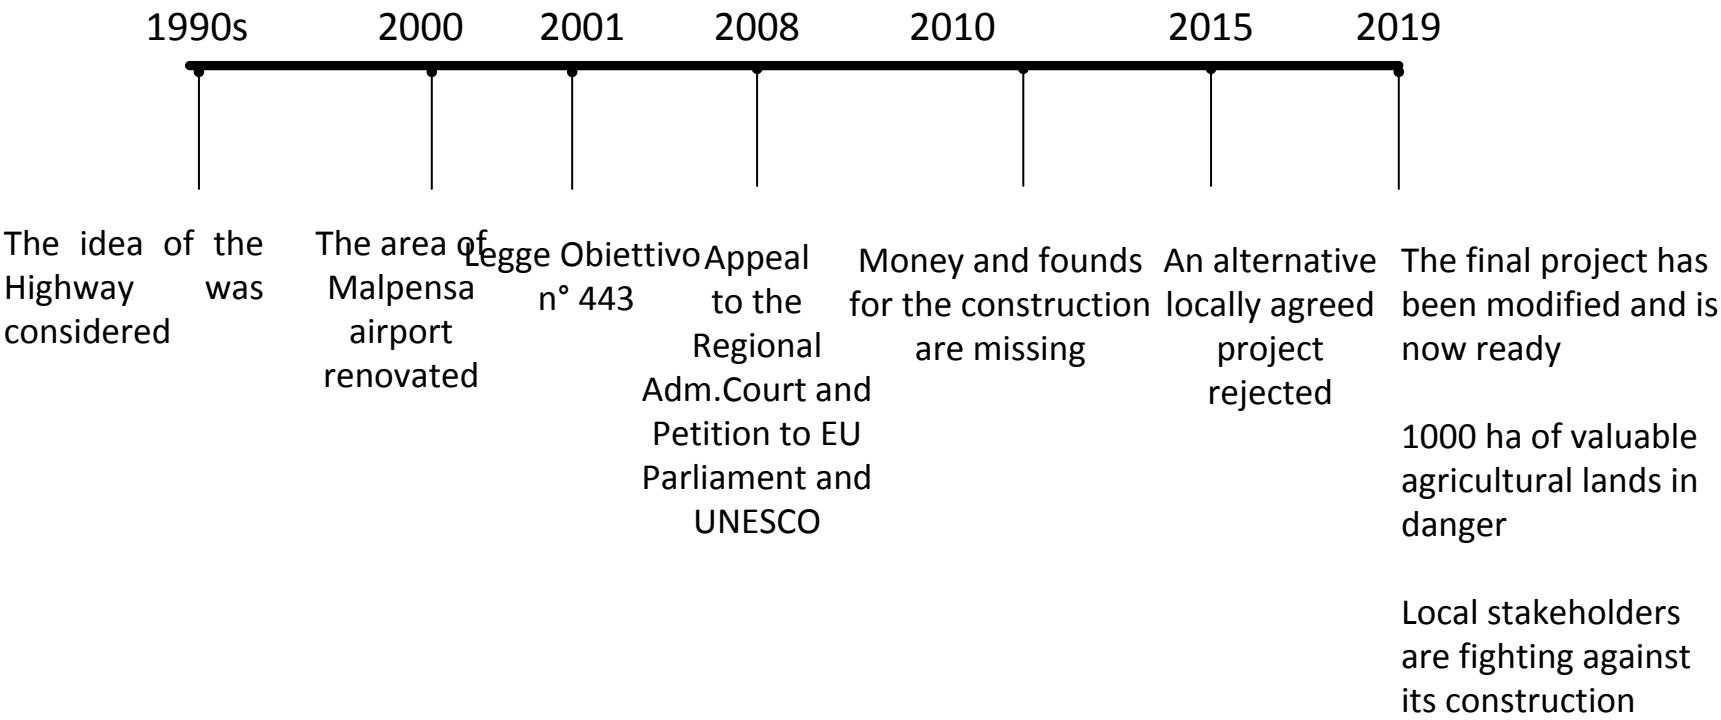 1990s 2000 2001 2008 2010 2015 2019
The idea of the
Highway was
considered
The area of
Malpensa
airport
renovated
Legge Obiettivo
n° 443
Appeal
to the
Regional
Adm.Court and
Petition to EU
Parliament and
UNESCO
Money and founds
for the construction
are missing
An alternative
locally agreed
project
rejected
The final project has
been modified and is
now ready
1000 ha of valuable
agricultural lands in
danger
Local stakeholders
are fighting against
its construction